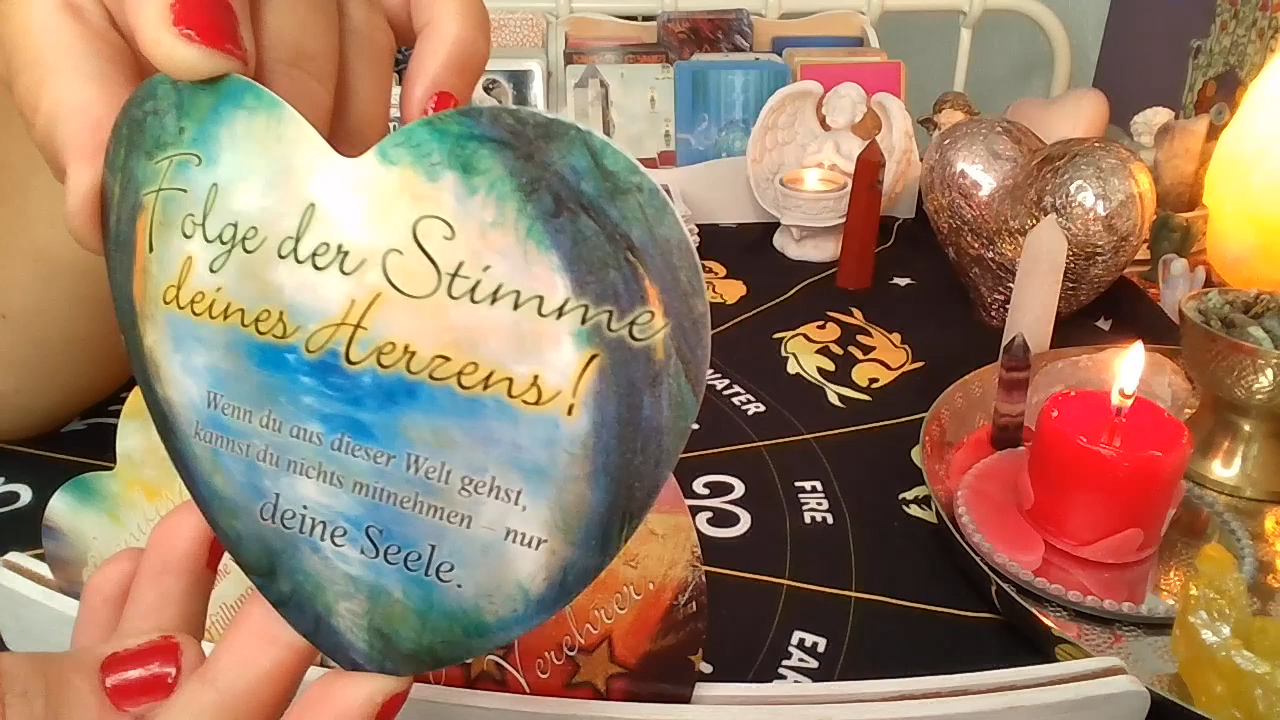 Folge der Stimme
deines Herzens!
Wenn du aus dieser Welt gehst,
kannst du nichts mitnehmen – nur
deine Seele.
Verehrer.
WATER
FIRE